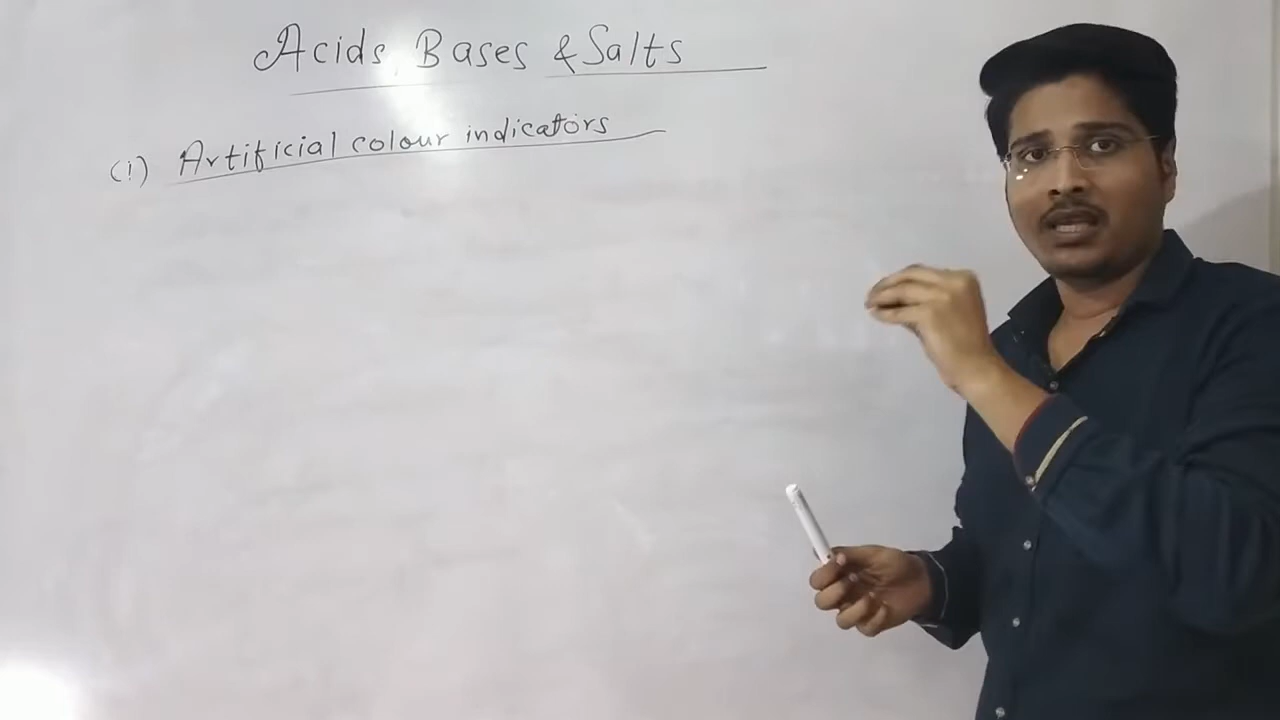 Acids, Bases & Salts
(1) Artificial colour indicators